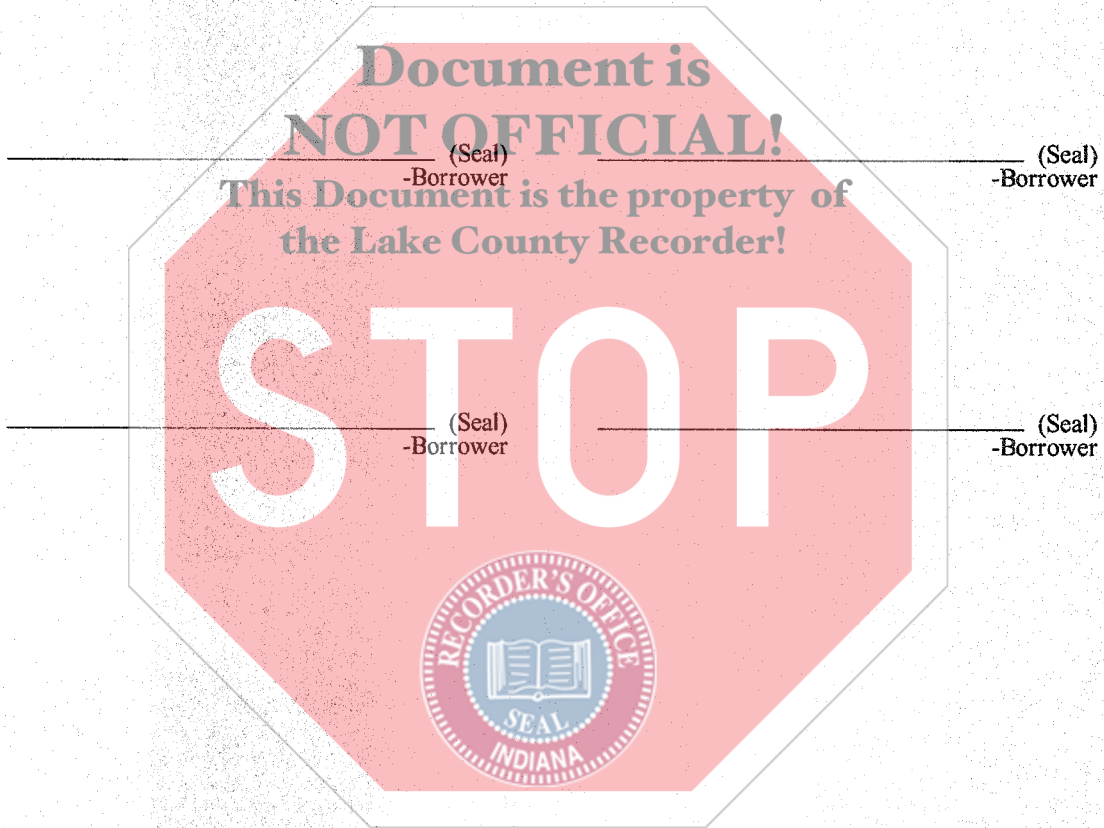 Document is
NOT OFFICIAL!
(Seal) (Seal)
-Borrower -Borrower
This Document is the property of
the Lake County Recorder!
STOP
(Seal) (Seal)
-Borrower -Borrower
RECORDER'S OFFICE
SEAL
INDIANA